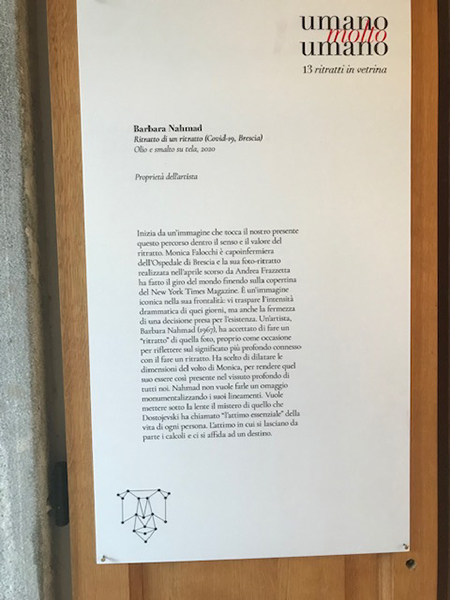 umano
molto
umano
13 ritratti in vetrina
Barbara Nahmad
Ritratto di un ritratto (Covid-19, Brescia)
Olio e smalto su tela, 2020
Proprietà dell'artista
Inizia da un'immagine che tocca il nostro presente
questo percorso dentro il senso e il valore del
ritratto. Monica Falocchi è capoinfermiera
dell'Ospedale di Brescia e la sua foto-ritratto
realizzata nell'aprile scorso da Andrea Frazzetta
ha fatto il giro del mondo finendo sulla copertina
del New York Times Magazine. È un'immagine
iconica nella sua frontalità: vi traspare l'intensità
drammatica di quei giorni, ma anche la fermezza
di una decisione presa per l'esistenza. Un'artista,
Barbara Nahmad (1967), ha accettato di fare un
"ritratto" di quella foto, proprio come occasione
per riflettere sul significato più profondo connesso
con il fare un ritratto. Ha scelto di dilatare le
dimensioni del volto di Monica, per rendere quel
suo essere così presente nel vissuto profondo di
tutti noi. Nahmad non vuole farle un omaggio
monumentalizzando i suoi lineamenti. Vuole
mettere sotto la lente il mistero di quello che
Dostojevski ha chiamato "l'attimo essenziale" della
vita di ogni persona. L'attimo in cui si lasciano da
parte i calcoli e ci si affida ad un destino.